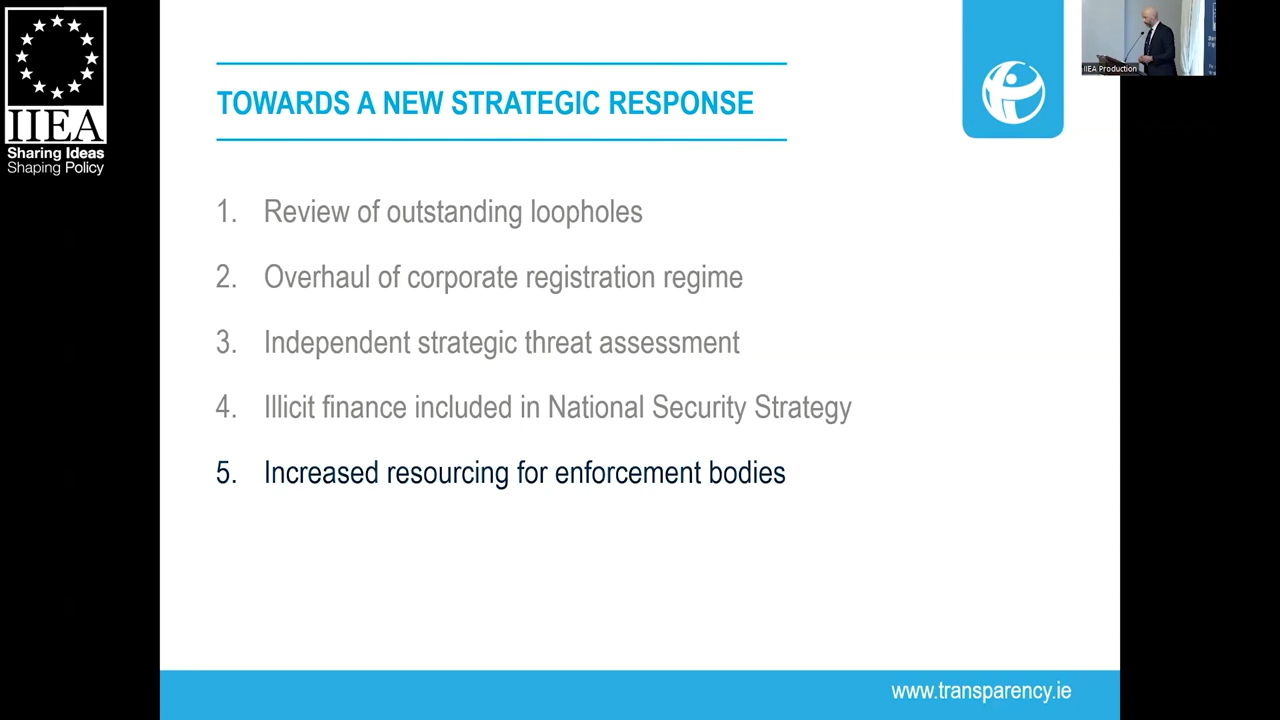 IIEA
Sharing Ideas
Shaping Policy
TOWARDS A NEW STRATEGIC RESPONSE
IIEA Production
1. Review of outstanding loopholes
2. Overhaul of corporate registration regime
3. Independent strategic threat assessment
4. Illicit finance included in National Security Strategy
5. Increased resourcing for enforcement bodies
www.transparency.ie